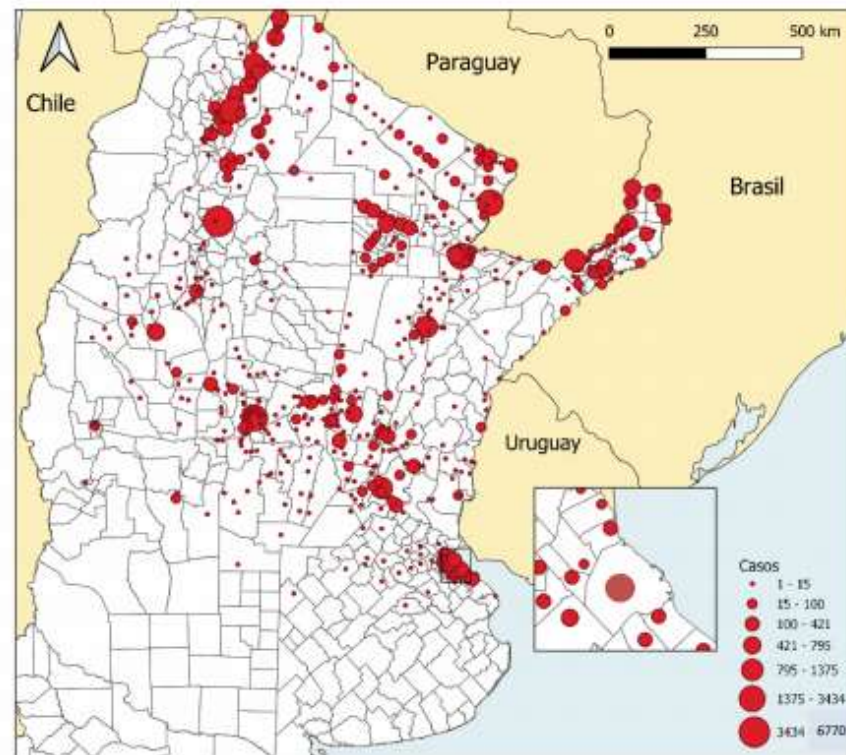 0 250 500 km
Paraguay
Chile
Brasil
Uruguay
Casos
1 - 15
15 - 100
100 - 421
421 - 795
795 - 1375
1375 - 3434
3434 6770